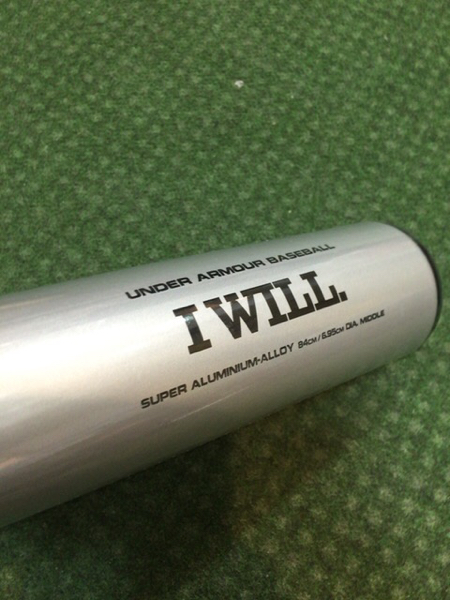 UNDER ARMOUR BASEBALL
I WILL.
SUPER ALUMINIUM-ALLOY 84CM / 6.95CM DIA. MIDDLE